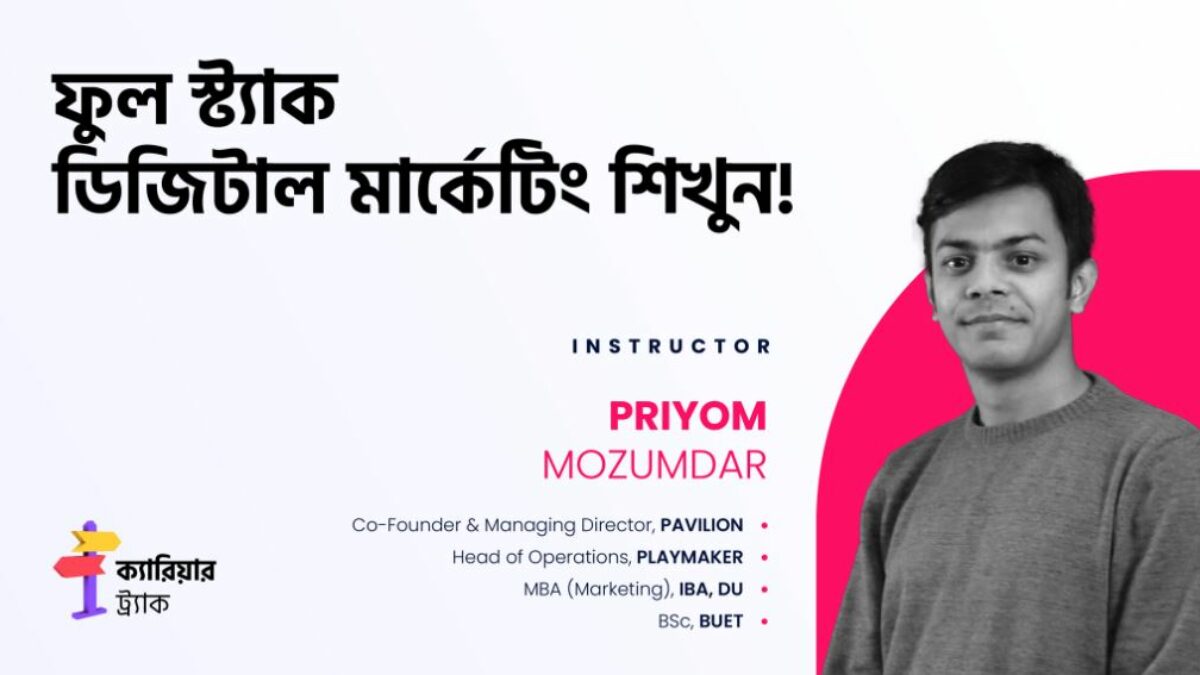 ফুল স্ট্যাক
ডিজিটাল মার্কেটিং শিখুন!
INSTRUCTOR
PRIYOM
MOZUMDAR
Co-Founder & Managing Director, PAVILION •
Head of Operations, PLAYMAKER •
MBA (Marketing), IBA, DU •
BSc, BUET •
ক্যারিয়ার
ট্র্যাক